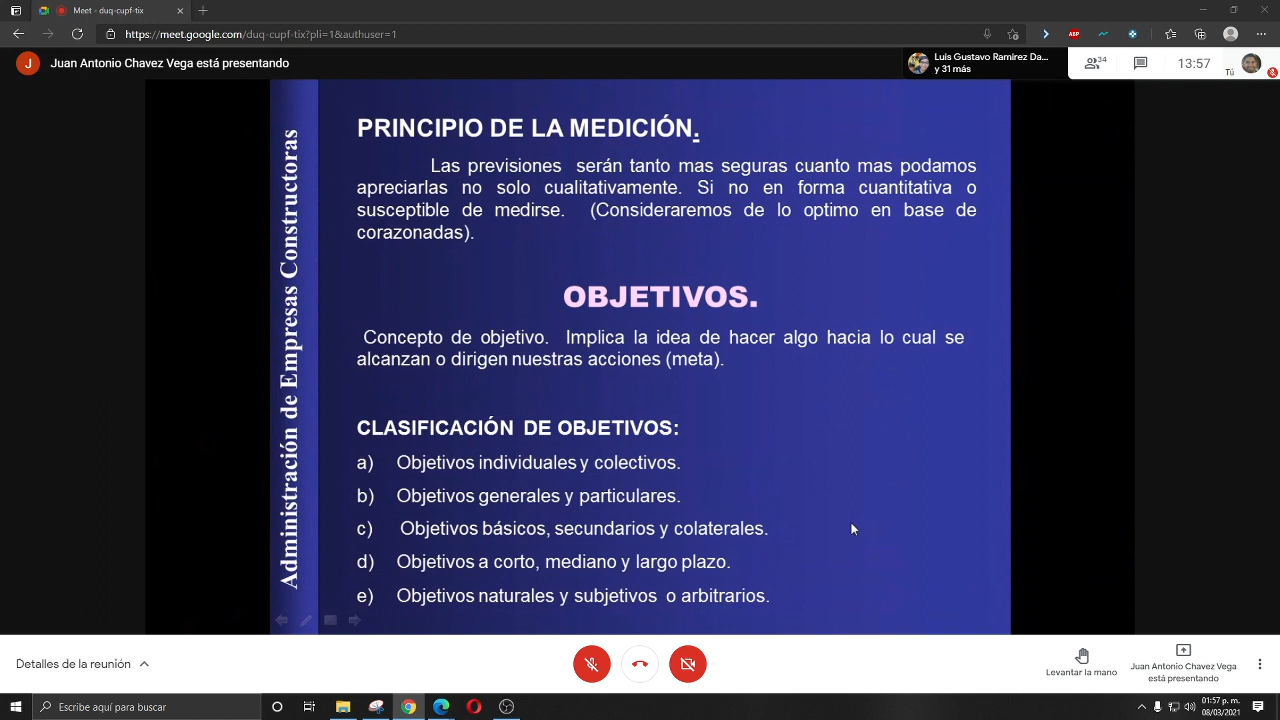 Meet - duq-cupf-tix
https://meet.google.com/duq-cupf-tix?pli=1&authuser=1
ABP
J
Juan Antonio Chavez Vega está presentando
Luis Gustavo Ramirez Da...
y 31 más
34
13:57
Tú
Administración de Empresas Constructoras
PRINCIPIO DE LA MEDICIÓN.
Las previsiones serán tanto mas seguras cuanto mas podamos
apreciarlas no solo cualitativamente. Si no en forma cuantitativa o
susceptible de medirse. (Consideraremos de lo optimo en base de
corazonadas).
OBJETIVOS.
Concepto de objetivo. Implica la idea de hacer algo hacia lo cual se
alcanzan o dirigen nuestras acciones (meta).
CLASIFICACIÓN DE OBJETIVOS:
a) Objetivos individuales y colectivos.
b) Objetivos generales y particulares.
c) Objetivos básicos, secundarios y colaterales.
d) Objetivos a corto, mediano y largo plazo.
e) Objetivos naturales y subjetivos o arbitrarios.
Detalles de la reunión
Levantar la mano
Juan Antonio Chavez Vega
está presentando
Escribe aquí para buscar
01:57 p. m.
08/03/2021